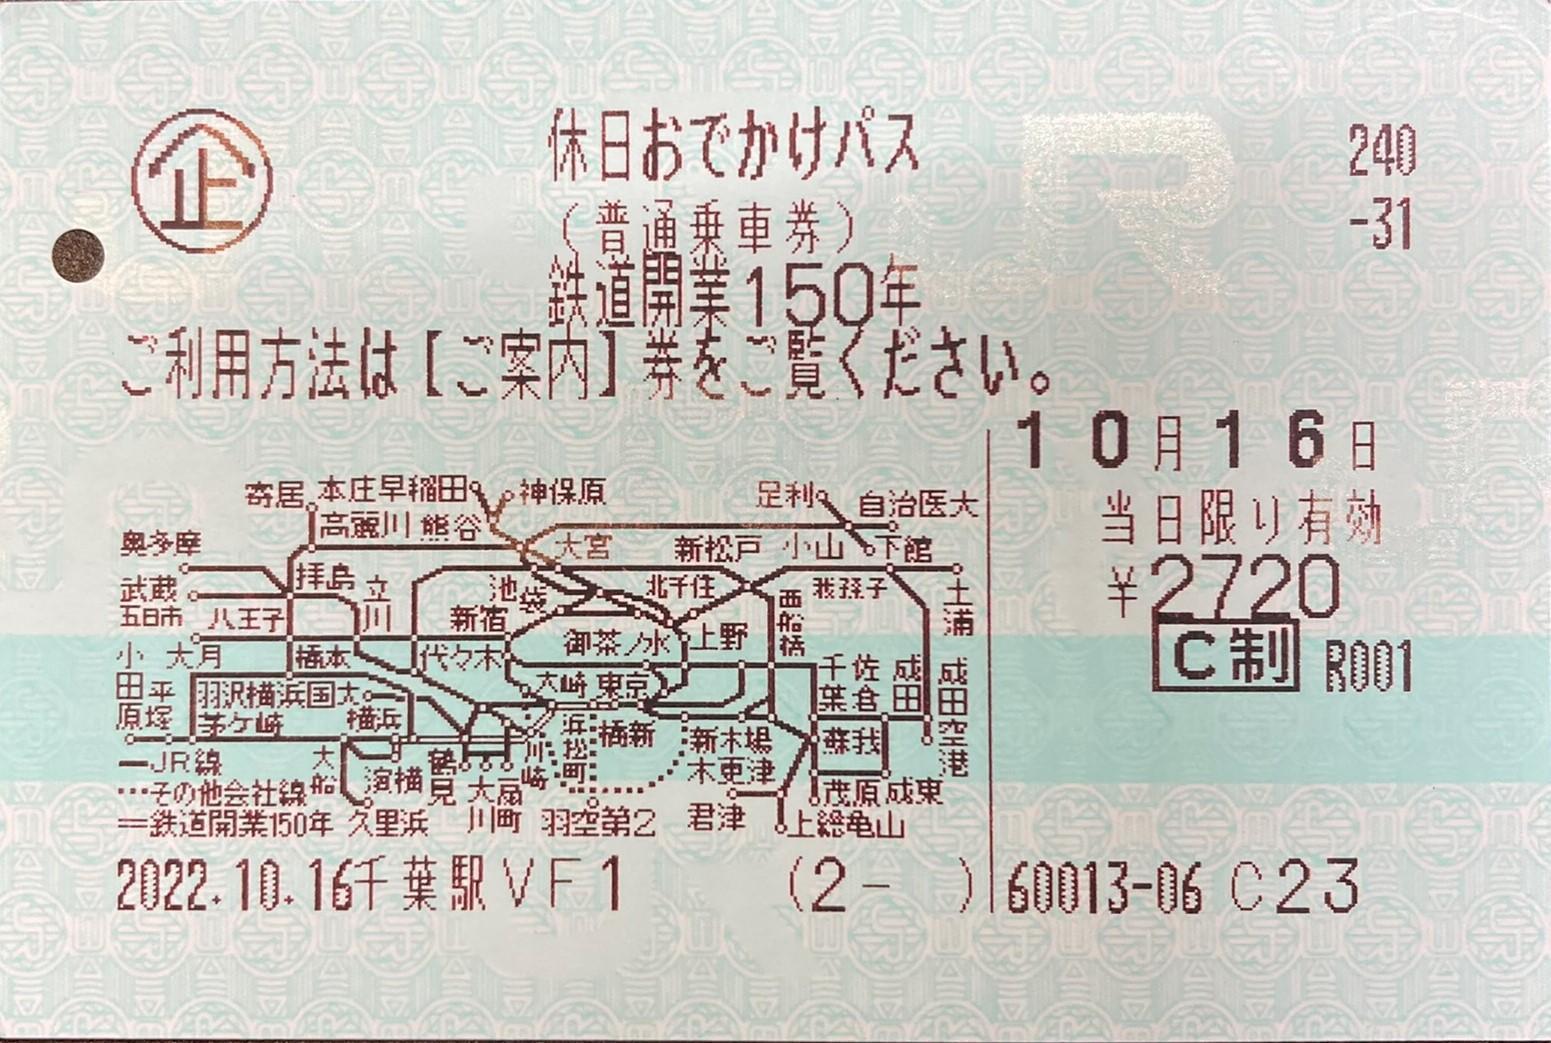 企
休日おでかけパス
240
-31
（普通乗車券）
鉄道開業150年
ご利用方法は【ご案内】券をご覧ください。
10月16日
当日限り有効
¥2720
C制 R001
寄居 本庄早稲田 神保原 足利 自治医大
高麗川 熊谷
奥多摩 大宮 新松戸 小山 下館
武蔵五日市 拝島 立川 池袋 北千住 我孫子 土浦
八王子 新宿 西船橋
小田原 大月 橋本 代々木 御茶ノ水 上野 千葉 佐倉 成田 成田空港
平塚 羽沢横浜国大 大崎 東京
茅ケ崎 横浜 浜松町 新橋 新木場 蘇我
―JR線 大船 横濱 鶴見 川崎 木更津
…その他会社線 大扇 茂原 成東
＝鉄道開業150年 久里浜 川町 羽空第2 君津 上総亀山
2022.10.16千葉駅VF1 (2- ) 60013-06 C23